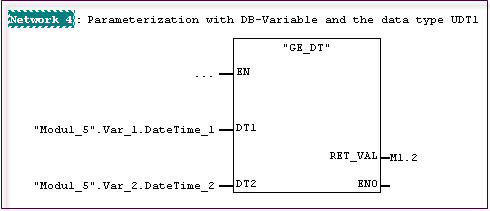 Network 4: Parameterization with DB-Variable and the data type UDT1
"GE_DT"
... EN
"Modul_5".Var_1.DateTime_1 DT1
RET_VAL M1.2
"Modul_5".Var_2.DateTime_2 DT2 ENO